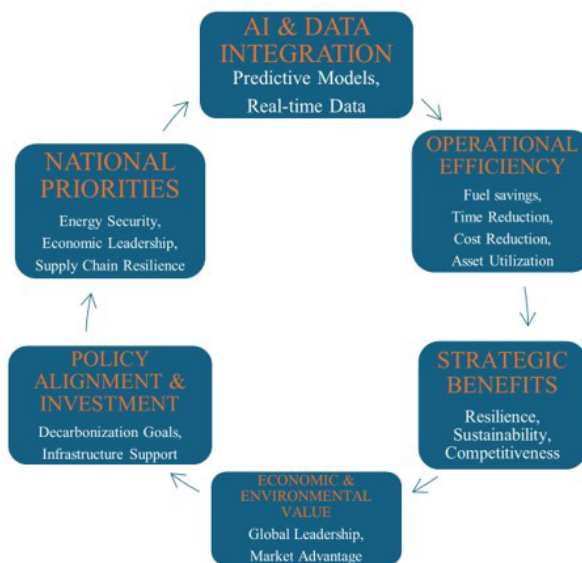 AI & DATA
INTEGRATION
Predictive Models,
Real-time Data
OPERATIONAL
EFFICIENCY
Fuel savings,
Time Reduction,
Cost Reduction,
Asset Utilization
STRATEGIC
BENEFITS
Resilience,
Sustainability,
Competitiveness
ECONOMIC &
ENVIRONMENTAL
VALUE
Global Leadership,
Market Advantage
POLICY
ALIGNMENT &
INVESTMENT
Decarbonization Goals,
Infrastructure Support
NATIONAL
PRIORITIES
Energy Security,
Economic Leadership,
Supply Chain Resilience